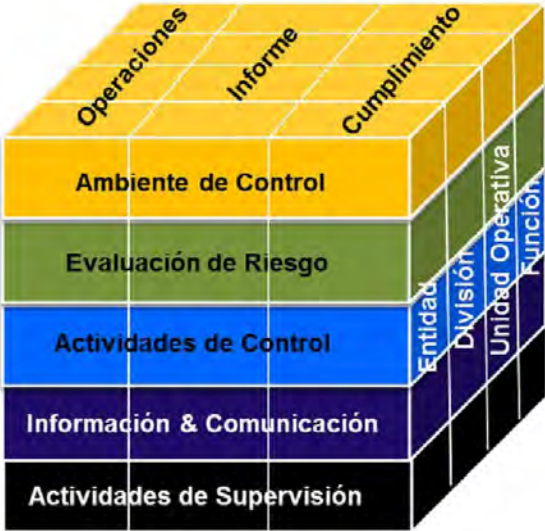 Operaciones
Informe
Cumplimiento
Ambiente de Control
Evaluación de Riesgo
Actividades de Control
Información & Comunicación
Actividades de Supervisión
Entidad
División
Unidad Operativa
Función